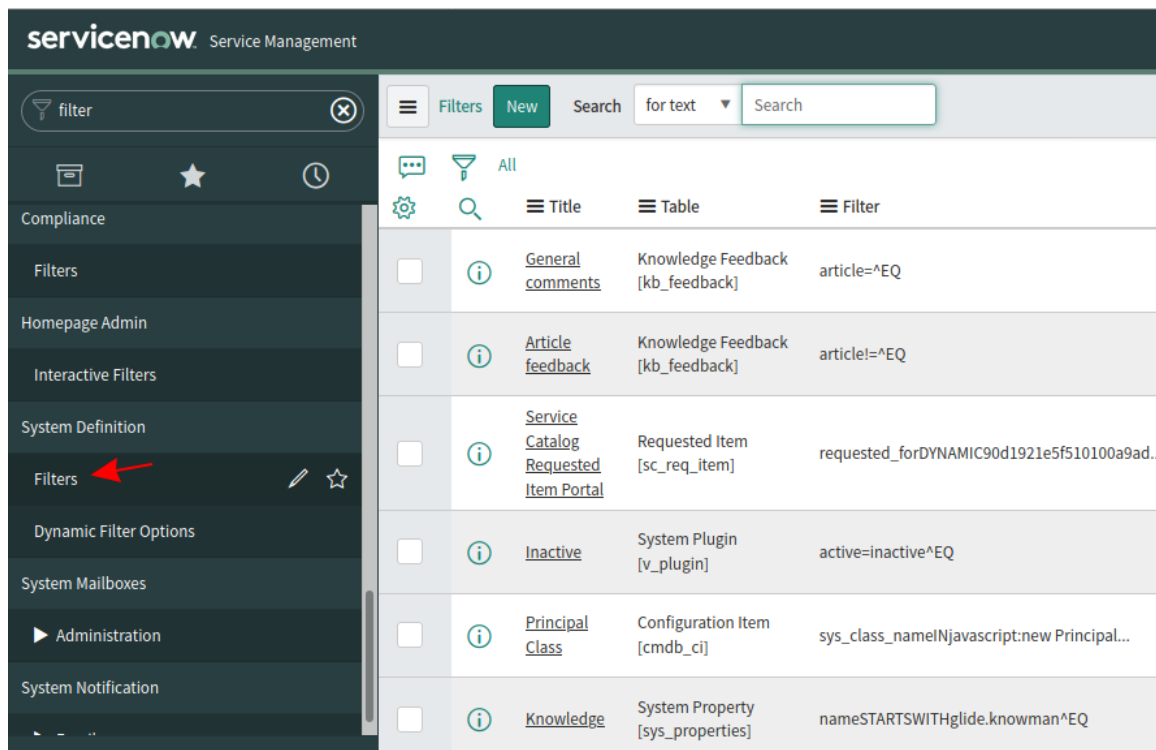 servicenow. Service Management
filter
Filters New Search for text Search
All
Title Table Filter
Compliance
Filters
Homepage Admin
Interactive Filters
System Definition
Filters
Dynamic Filter Options
System Mailboxes
Administration
System Notification
General
comments
Knowledge Feedback
[kb_feedback]
article=^EQ
Article
feedback
Knowledge Feedback
[kb_feedback]
article!=^EQ
Service
Catalog
Requested
Item Portal
Requested Item
[sc_req_item]
requested_forDYNAMIC90d1921e5f510100a9ad...
Inactive
System Plugin
[v_plugin]
active=inactive^EQ
Principal
Class
Configuration Item
[cmdb_ci]
sys_class_nameINjavascript:new Principal...
Knowledge
System Property
[sys_properties]
nameSTARTSWITHglide.knowman^EQ